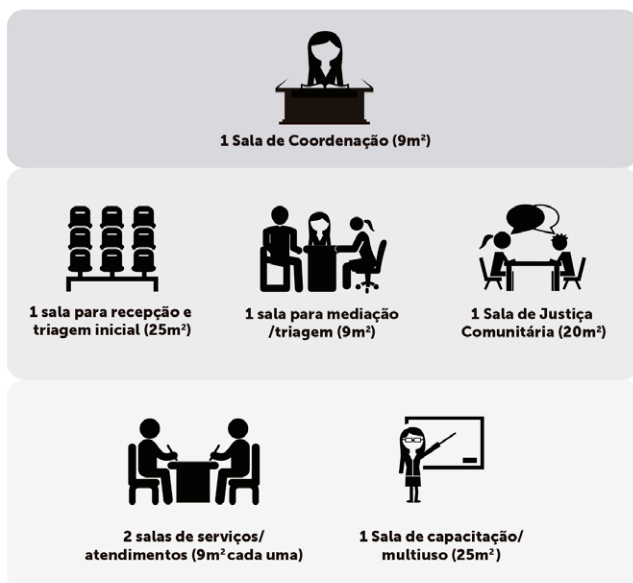 1 Sala de Coordenação (9m²)
1 sala para recepção e
triagem inicial (25m²)
1 sala para mediação
/triagem (9m²)
1 Sala de Justiça
Comunitária (20m²)
2 salas de serviços/
atendimentos (9m² cada uma)
1 Sala de capacitação/
multiuso (25m²)